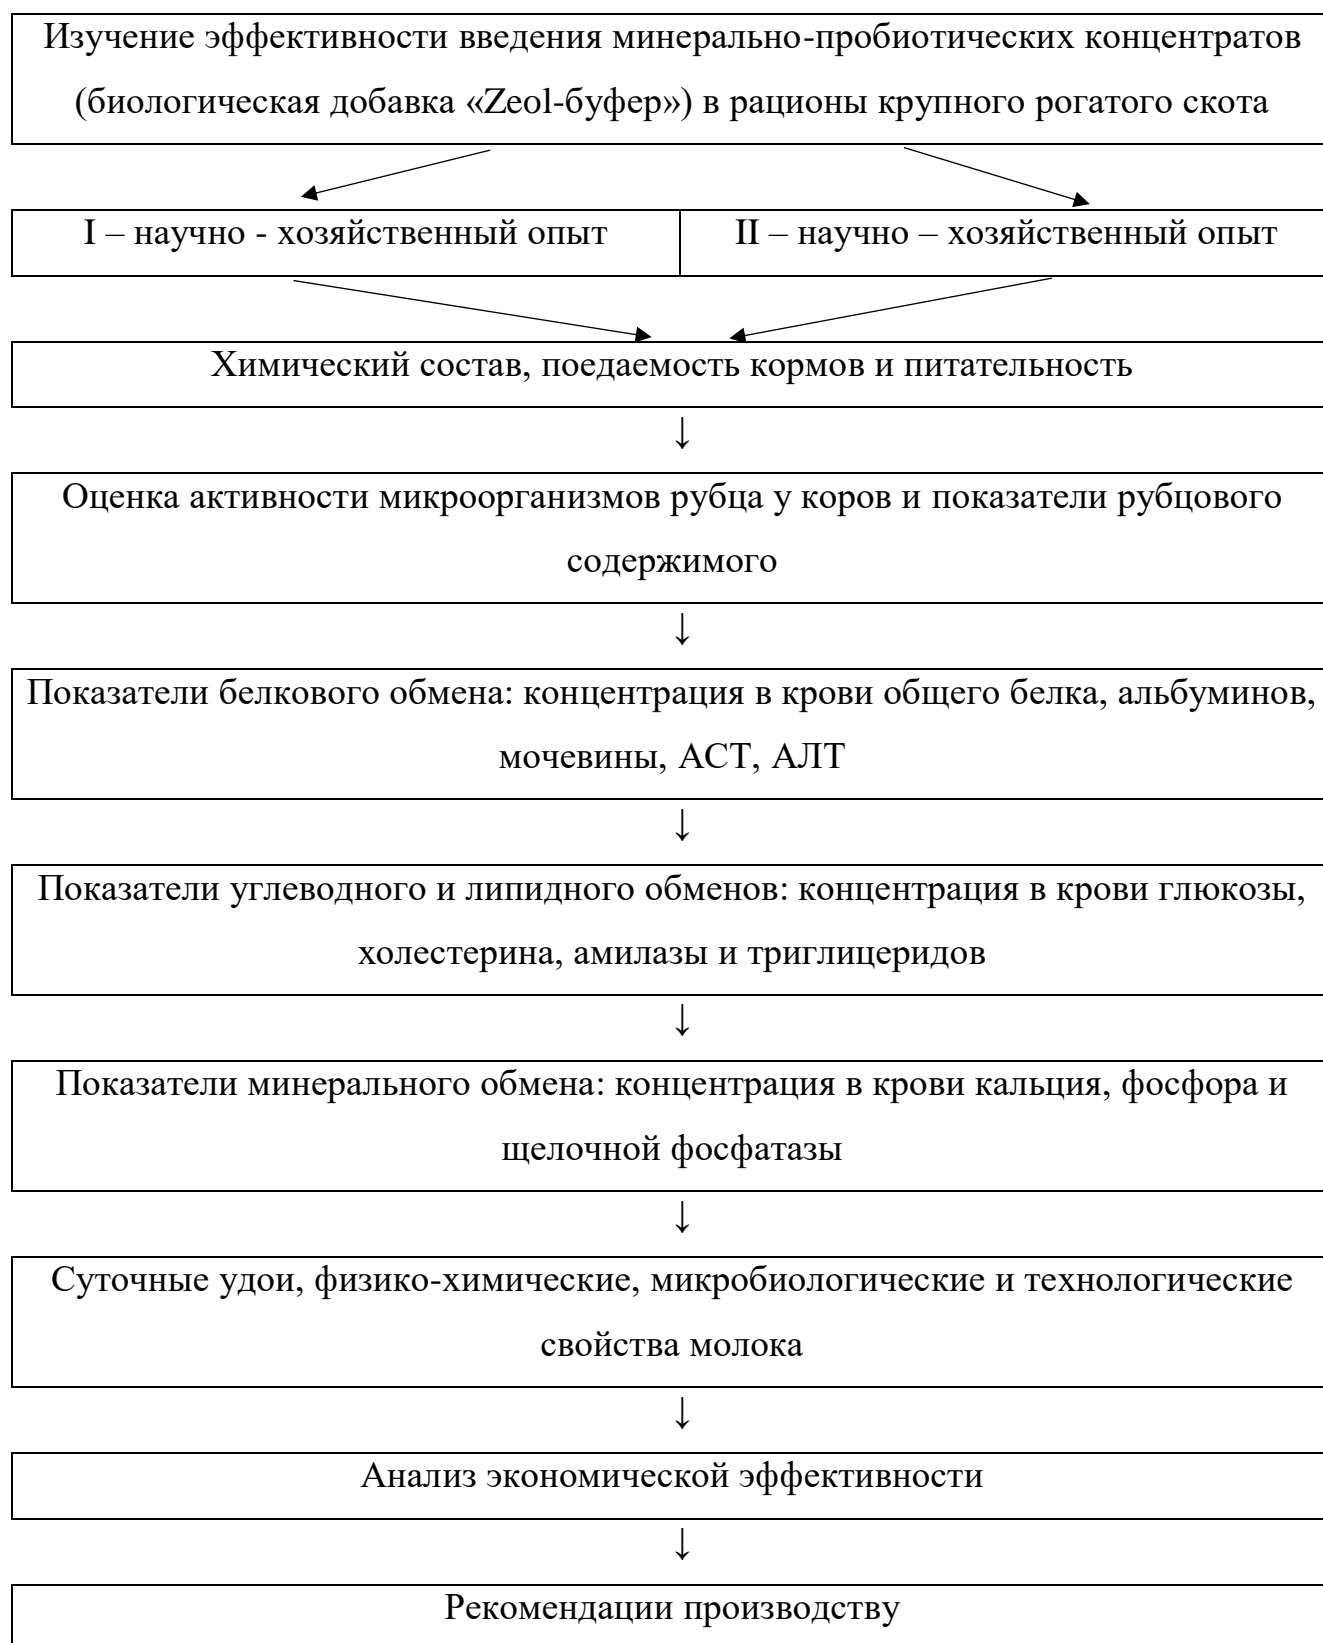 Изучение эффективности введения минерально-пробиотических концентратов
(биологическая добавка «Zeol-буфер») в рационы крупного рогатого скота
I – научно - хозяйственный опыт
II – научно – хозяйственный опыт
Химический состав, поедаемость кормов и питательность
↓
Оценка активности микроорганизмов рубца у коров и показатели рубцового
содержимого
↓
Показатели белкового обмена: концентрация в крови общего белка, альбуминов,
мочевины, АСТ, АЛТ
↓
Показатели углеводного и липидного обменов: концентрация в крови глюкозы,
холестерина, амилазы и триглицеридов
↓
Показатели минерального обмена: концентрация в крови кальция, фосфора и
щелочной фосфатазы
↓
Суточные удои, физико-химические, микробиологические и технологические
свойства молока
↓
Анализ экономической эффективности
↓
Рекомендации производству